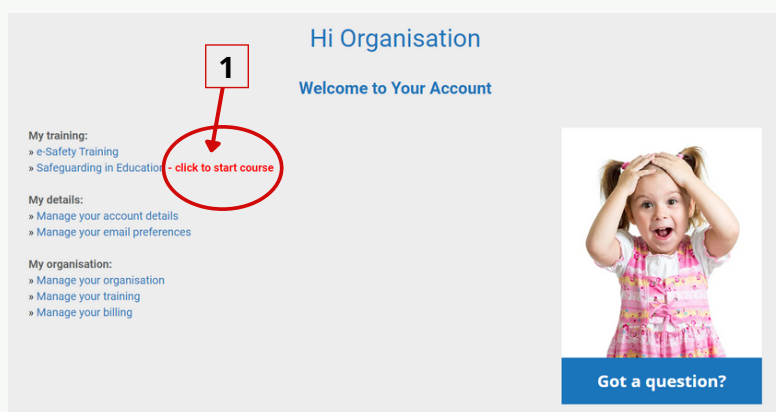 Hi Organisation
1
Welcome to Your Account
My training:
» e-Safety Training
» Safeguarding in Education - click to start course
My details:
» Manage your account details
» Manage your email preferences
My organisation:
» Manage your organisation
» Manage your training
» Manage your billing
Got a question?